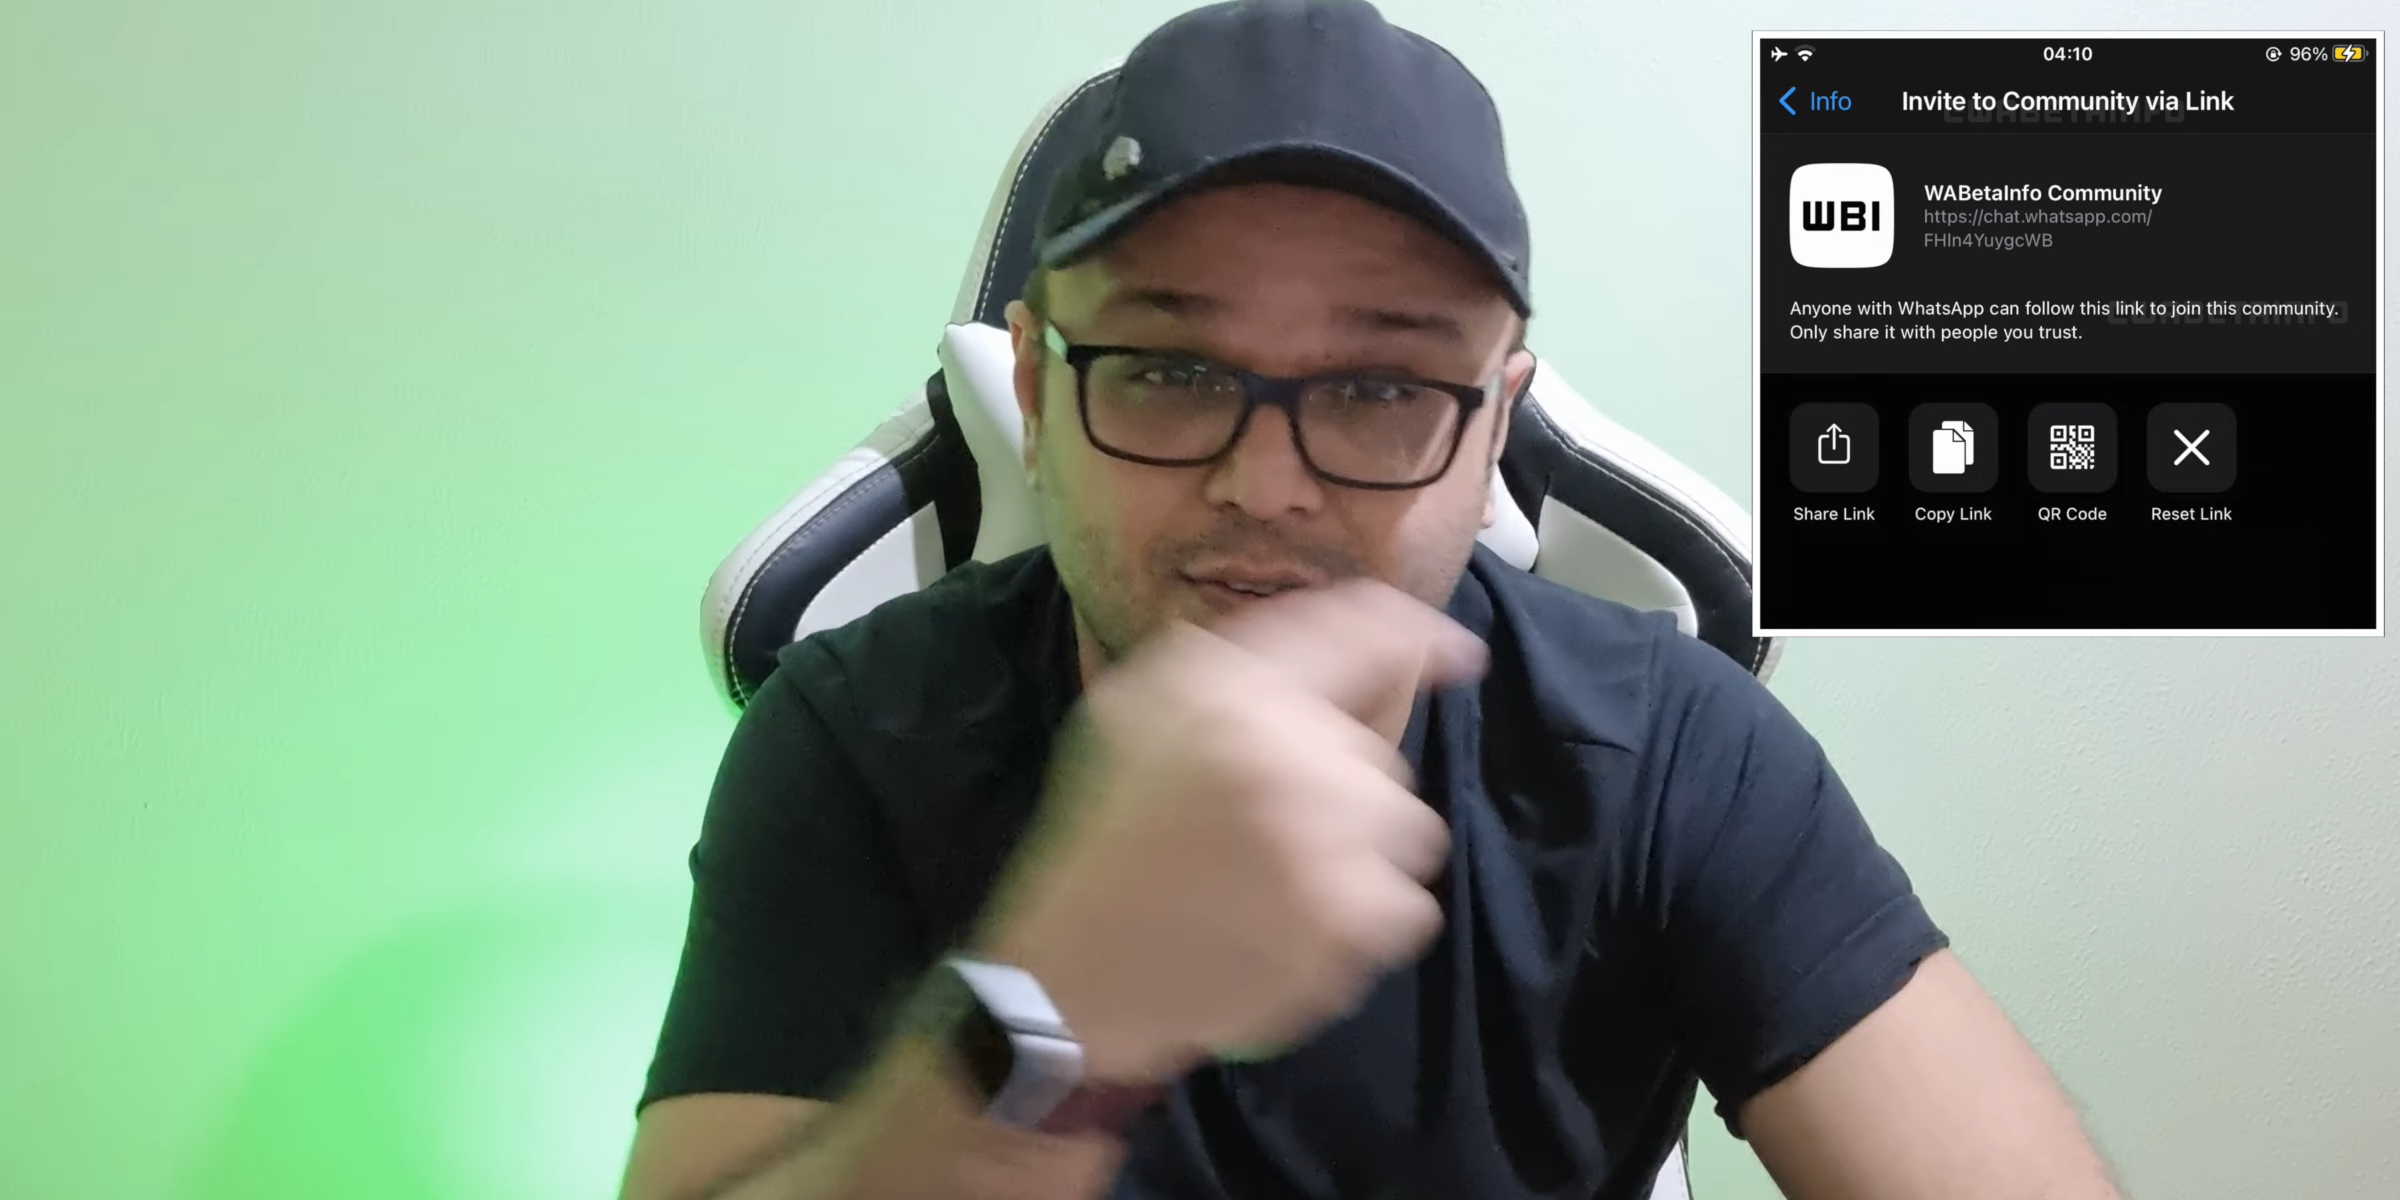 04:10
96%
Info
Invite to Community via Link
WBI
WABetaInfo Community
https://chat.whatsapp.com/
FHln4YuygcWB
Anyone with WhatsApp can follow this link to join this community.
Only share it with people you trust.
Share Link
Copy Link
QR Code
Reset Link